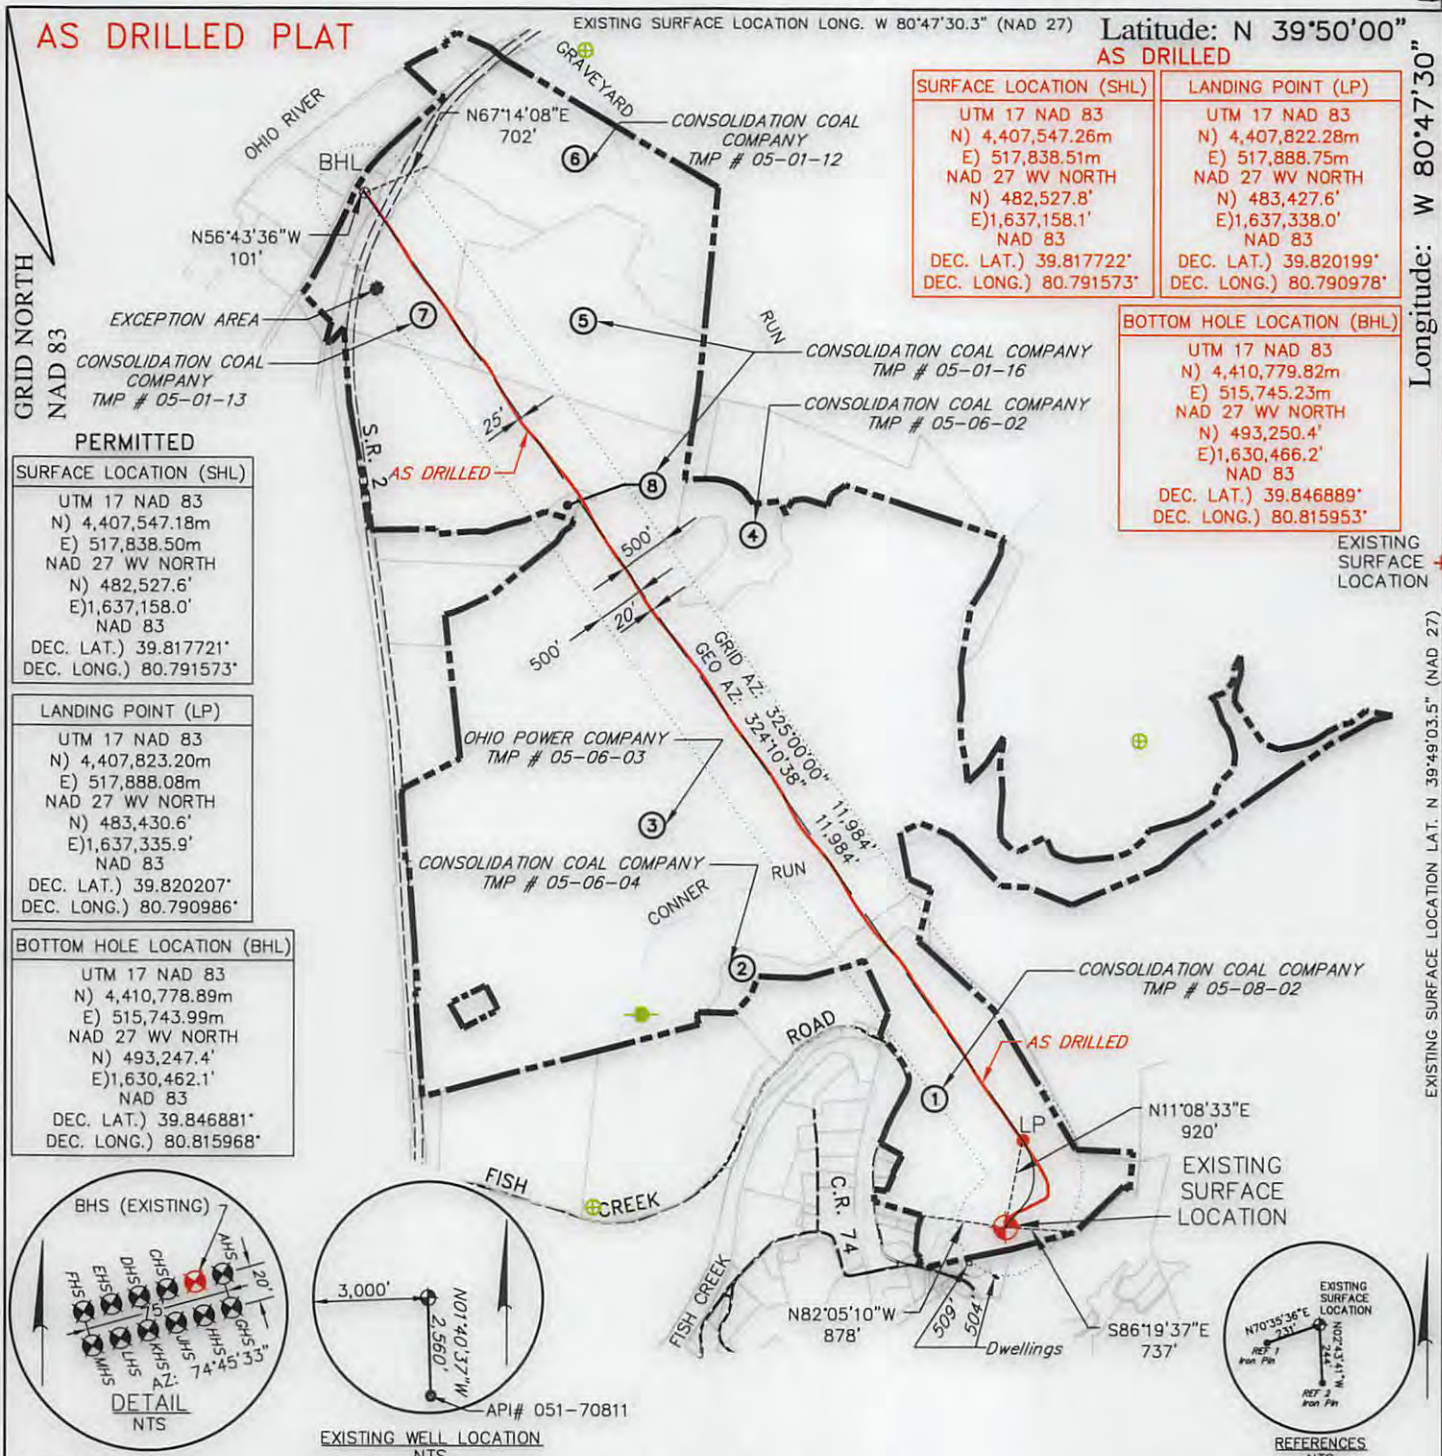 AS DRILLED PLAT
EXISTING SURFACE LOCATION LONG. W 80°47'30.3" (NAD 27)
Latitude: N 39°50'00"
Longitude: W 80°47'30"
AS DRILLED
SURFACE LOCATION (SHL)
UTM 17 NAD 83
N) 4,407,547.26m
E) 517,838.51m
NAD 27 WV NORTH
N) 482,527.8'
E)1,637,158.1'
NAD 83
DEC. LAT.) 39.817722°
DEC. LONG.) 80.791573°
LANDING POINT (LP)
UTM 17 NAD 83
N) 4,407,822.28m
E) 517,888.75m
NAD 27 WV NORTH
N) 483,427.6'
E)1,637,338.0'
NAD 83
DEC. LAT.) 39.820199°
DEC. LONG.) 80.790978°
BOTTOM HOLE LOCATION (BHL)
UTM 17 NAD 83
N) 4,410,779.82m
E) 515,745.23m
NAD 27 WV NORTH
N) 493,250.4'
E)1,630,466.2'
NAD 83
DEC. LAT.) 39.846889°
DEC. LONG.) 80.815953°
EXISTING
SURFACE
LOCATION
EXISTING SURFACE LOCATION LAT. N 39°49'03.5" (NAD 27)
GRID NORTH
NAD 83
OHIO RIVER
GRAVEYARD
N67°14'08"E
702'
CONSOLIDATION COAL
COMPANY
TMP # 05-01-12
6
BHL
N56°43'36"W
101'
EXCEPTION AREA
7
5
RUN
CONSOLIDATION COAL
COMPANY
TMP # 05-01-13
CONSOLIDATION COAL COMPANY
TMP # 05-01-16
CONSOLIDATION COAL COMPANY
TMP # 05-06-02
25'
S.R. 2
AS DRILLED
8
4
500'
20'
500'
PERMITTED
SURFACE LOCATION (SHL)
UTM 17 NAD 83
N) 4,407,547.18m
E) 517,838.50m
NAD 27 WV NORTH
N) 482,527.6'
E)1,637,158.0'
NAD 83
DEC. LAT.) 39.817721°
DEC. LONG.) 80.791573°
LANDING POINT (LP)
UTM 17 NAD 83
N) 4,407,823.20m
E) 517,888.08m
NAD 27 WV NORTH
N) 483,430.6'
E)1,637,335.9'
NAD 83
DEC. LAT.) 39.820207°
DEC. LONG.) 80.790986°
BOTTOM HOLE LOCATION (BHL)
UTM 17 NAD 83
N) 4,410,778.89m
E) 515,743.99m
NAD 27 WV NORTH
N) 493,247.4'
E)1,630,462.1'
NAD 83
DEC. LAT.) 39.846881°
DEC. LONG.) 80.815968°
GRID AZ: 325°00'00" 11,984'
GEO AZ: 324°10'38" 11,984'
OHIO POWER COMPANY
TMP # 05-06-03
3
CONSOLIDATION COAL COMPANY
TMP # 05-06-04
CONNER RUN
2
CONSOLIDATION COAL COMPANY
TMP # 05-08-02
ROAD
AS DRILLED
1
LP
N11°08'33"E
920'
EXISTING
SURFACE
LOCATION
FISH CREEK
C.R. 74
FISH CREEK
N82°05'10"W
878'
509
504
Dwellings
S86°19'37"E
737'
BHS (EXISTING)
FHS
EHS
DHS
CHS
AHS
20'
75'
MHS
LHS
KHS
JHS
HHS
GHS
AZ: 74°45'33"
DETAIL
NTS
3,000'
N01°40'37"W
2,560'
API# 051-70811
EXISTING WELL LOCATION
NTS
EXISTING
SURFACE
LOCATION
N70°35'36"E
231'
REF 1
Iron Pin
N02°43'41"W
244'
REF 2
Iron Pin
REFERENCES
NTS